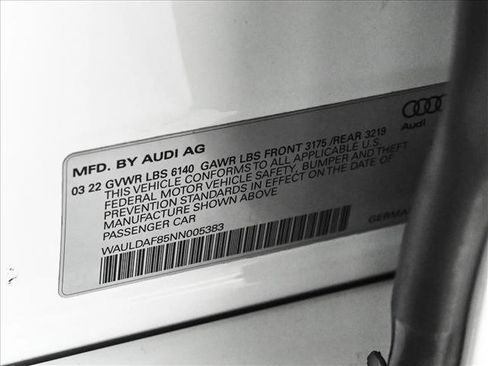 Audi
MFD. BY AUDI AG
03 22 GVWR LBS 6140 GAWR LBS FRONT 3175 /REAR 3219
THIS VEHICLE CONFORMS TO ALL APPLICABLE U.S.
FEDERAL MOTOR VEHICLE SAFETY, BUMPER AND THEFT
PREVENTION STANDARDS IN EFFECT ON THE DATE OF
MANUFACTURE SHOWN ABOVE
PASSENGER CAR
WAULDAF85NN005383
GERMA